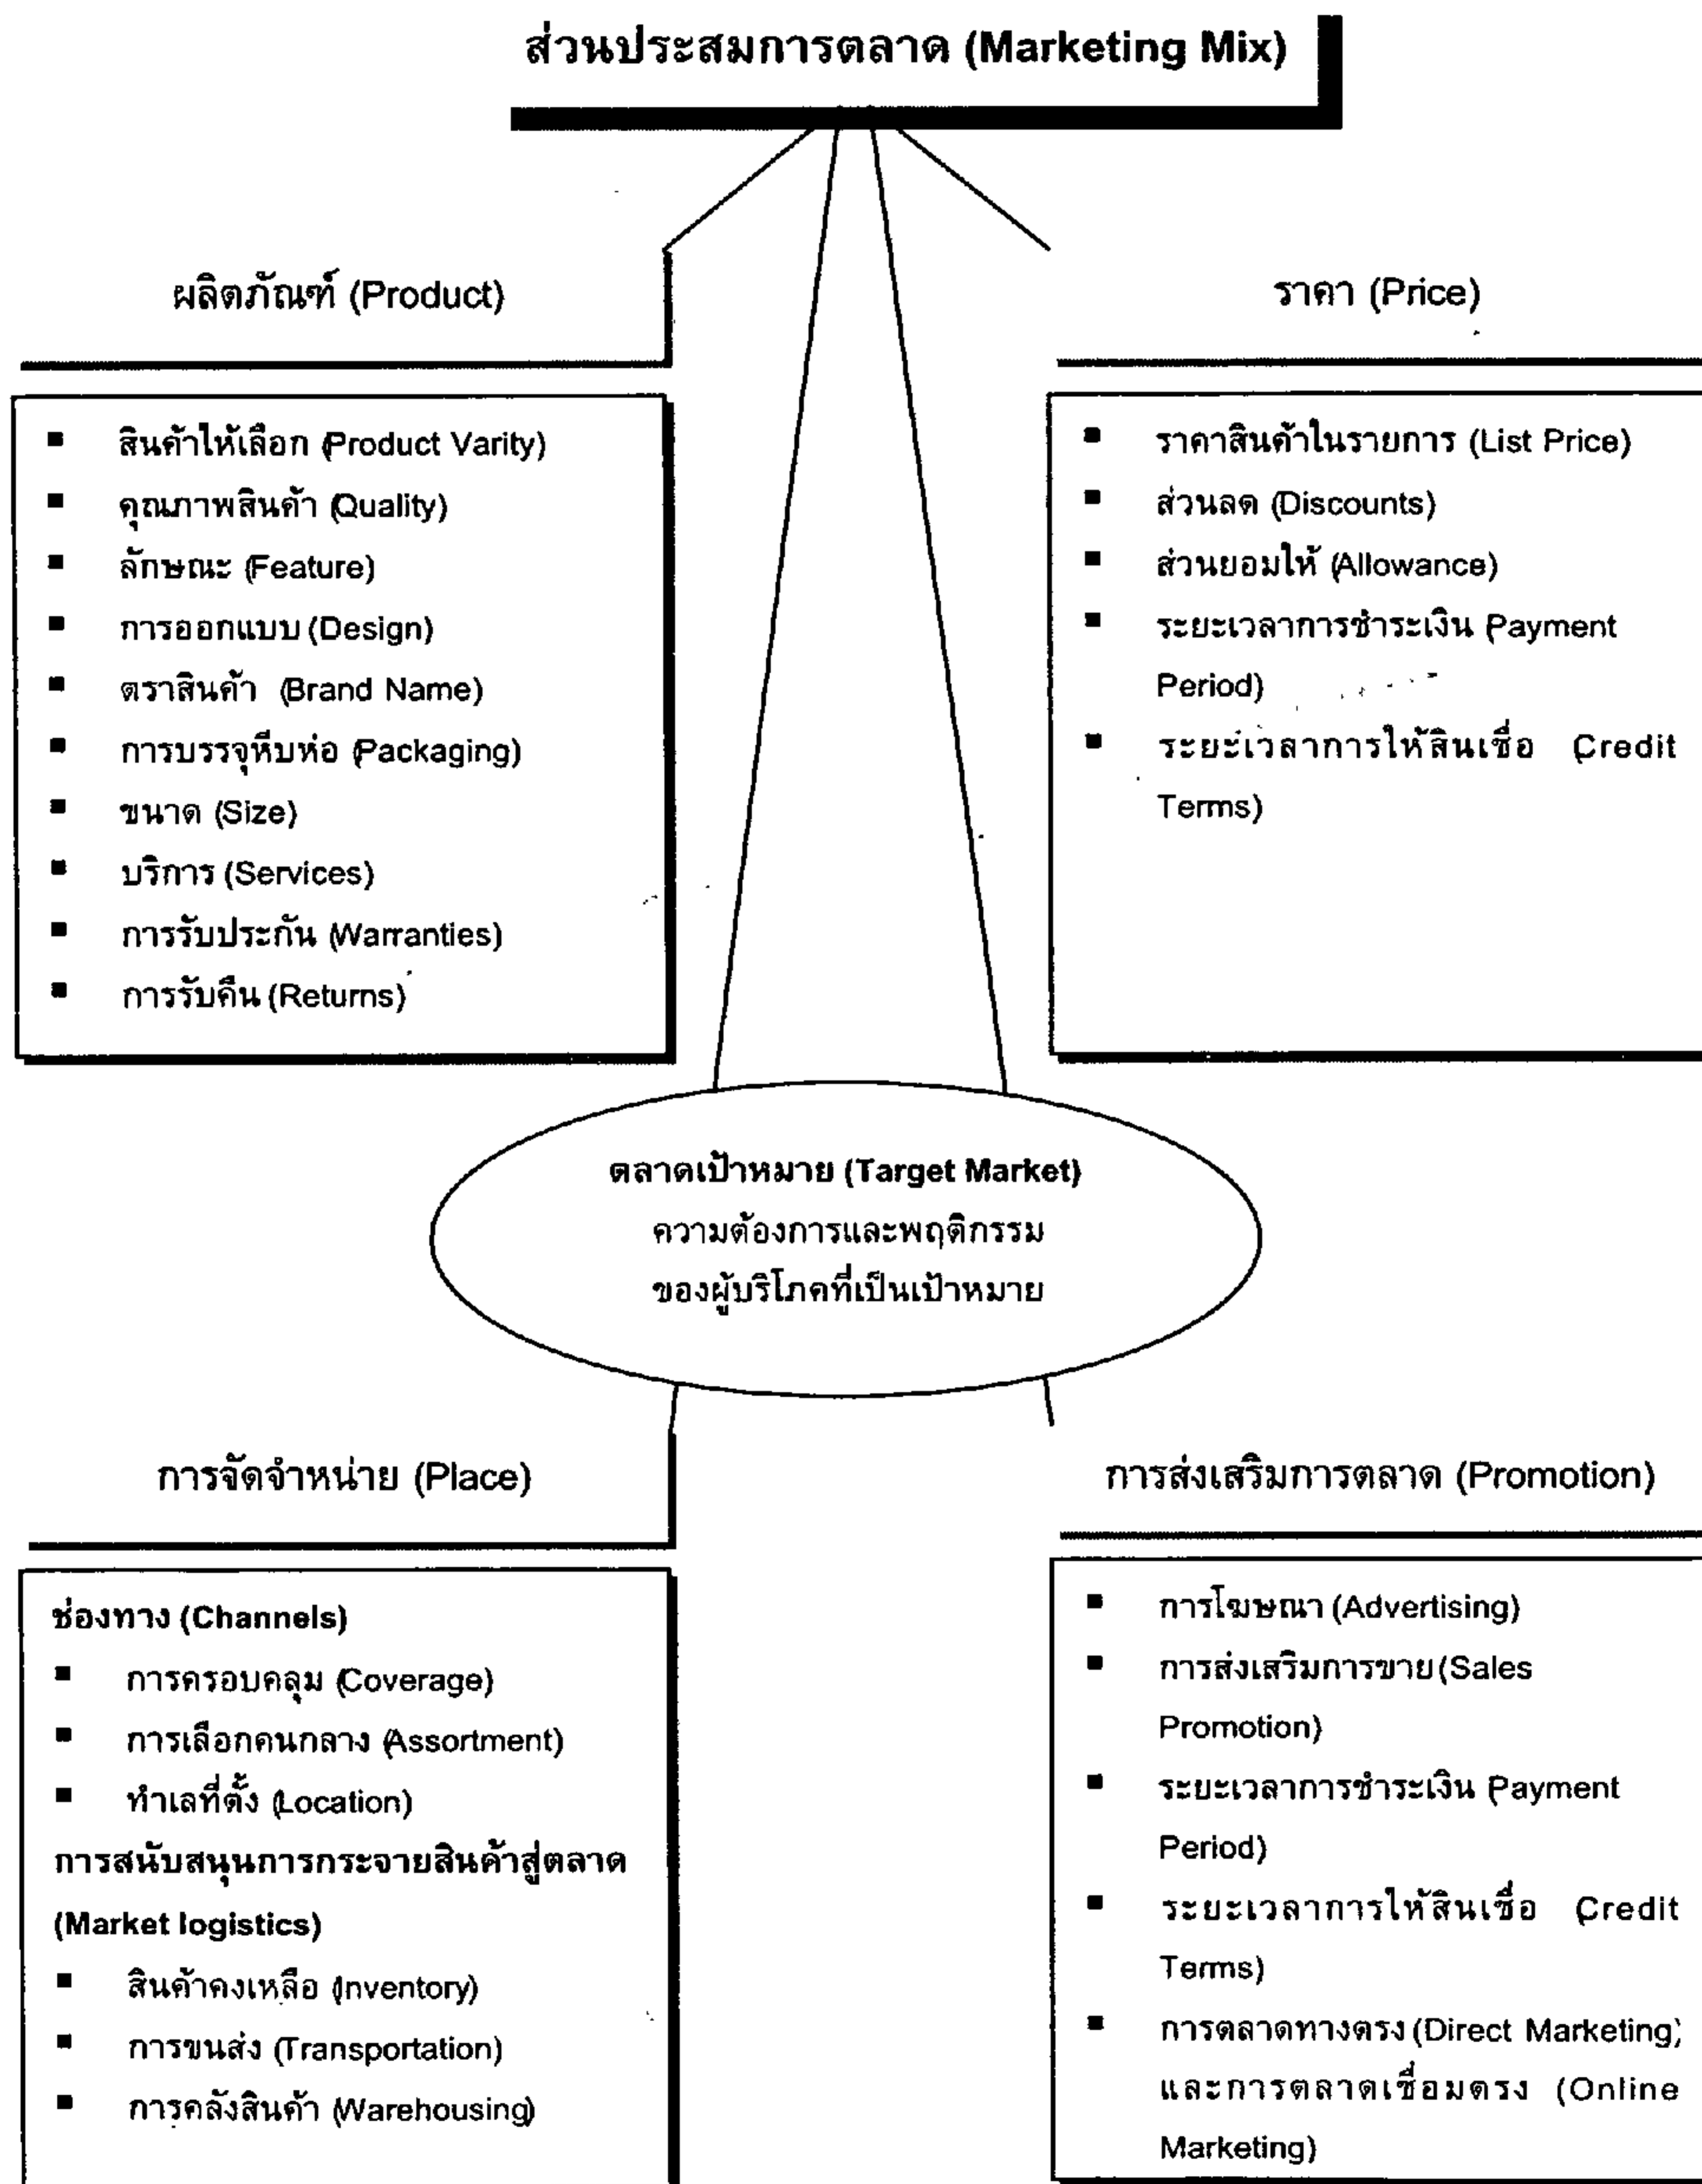 ส่วนประสมการตลาด (Marketing Mix)
ผลิตภัณฑ์ (Product)
■ สินค้าให้เลือก (Product Varity)
■ คุณภาพสินค้า (Quality)
■ ลักษณะ (Feature)
■ การออกแบบ (Design)
■ ตราสินค้า (Brand Name)
■ การบรรจุหีบห่อ (Packaging)
■ ขนาด (Size)
■ บริการ (Services)
■ การรับประกัน (Warranties)
■ การรับคืน (Returns)
ราคา (Price)
■ ราคาสินค้าในรายการ (List Price)
■ ส่วนลด (Discounts)
■ ส่วนยอมให้ (Allowance)
■ ระยะเวลาการชำระเงิน (Payment
Period)
■ ระยะเวลาการให้สินเชื่อ (Credit
Terms)
ตลาดเป้าหมาย (Target Market)
ความต้องการและพฤติกรรม
ของผู้บริโภคที่เป็นเป้าหมาย
การจัดจำหน่าย (Place)
ช่องทาง (Channels)
■ การครอบคลุม (Coverage)
■ การเลือกคนกลาง (Assortment)
■ ทำเลที่ตั้ง (Location)
การสนับสนุนการกระจายสินค้าสู่ตลาด
(Market logistics)
■ สินค้าคงเหลือ (Inventory)
■ การขนส่ง (Transportation)
■ การคลังสินค้า (Warehousing)
การส่งเสริมการตลาด (Promotion)
■ การโฆษณา (Advertising)
■ การส่งเสริมการขาย (Sales
Promotion)
■ ระยะเวลาการชำระเงิน (Payment
Period)
■ ระยะเวลาการให้สินเชื่อ (Credit
Terms)
■ การตลาดทางตรง (Direct Marketing)
และการตลาดเชื่อมตรง (Online
Marketing)